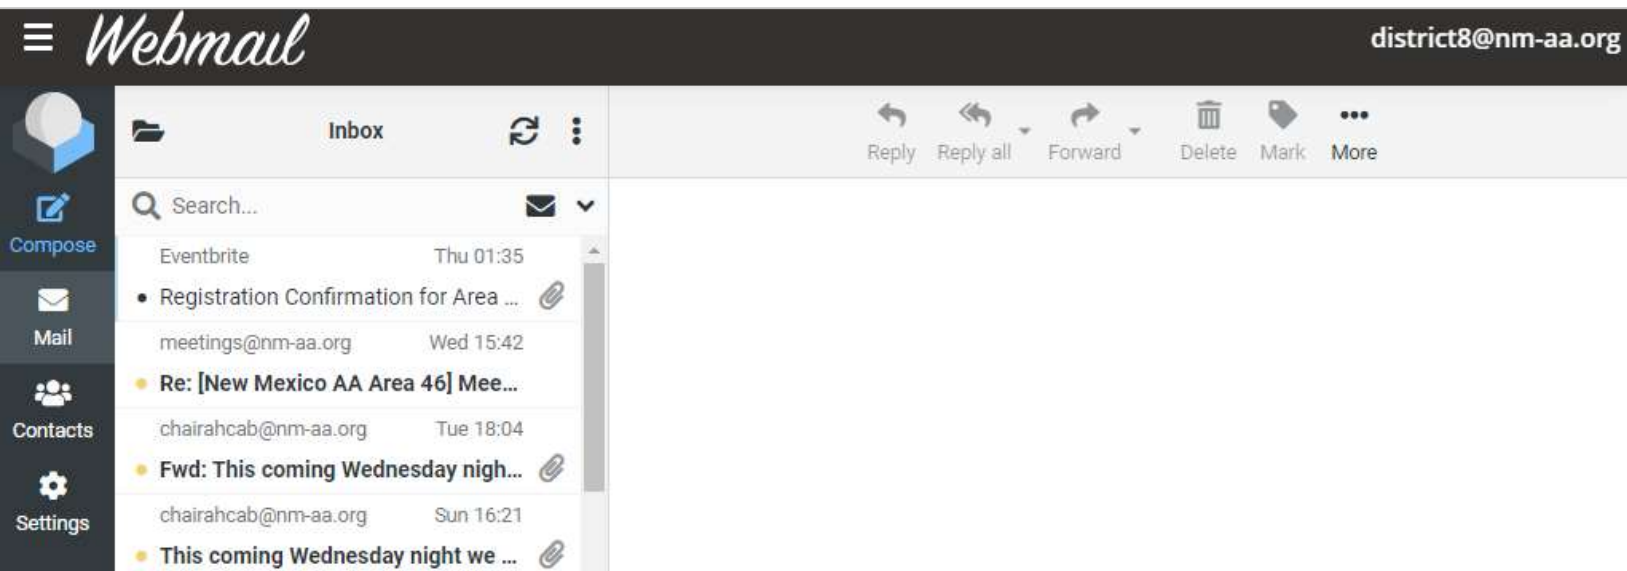 Webmail
district8@nm-aa.org
Inbox
Reply Reply all Forward Delete Mark More
Search...
Compose
Mail
Contacts
Settings
Eventbrite Thu 01:35
Registration Confirmation for Area ...
meetings@nm-aa.org Wed 15:42
Re: [New Mexico AA Area 46] Mee...
chairahcab@nm-aa.org Tue 18:04
Fwd: This coming Wednesday nigh...
chairahcab@nm-aa.org Sun 16:21
This coming Wednesday night we ...